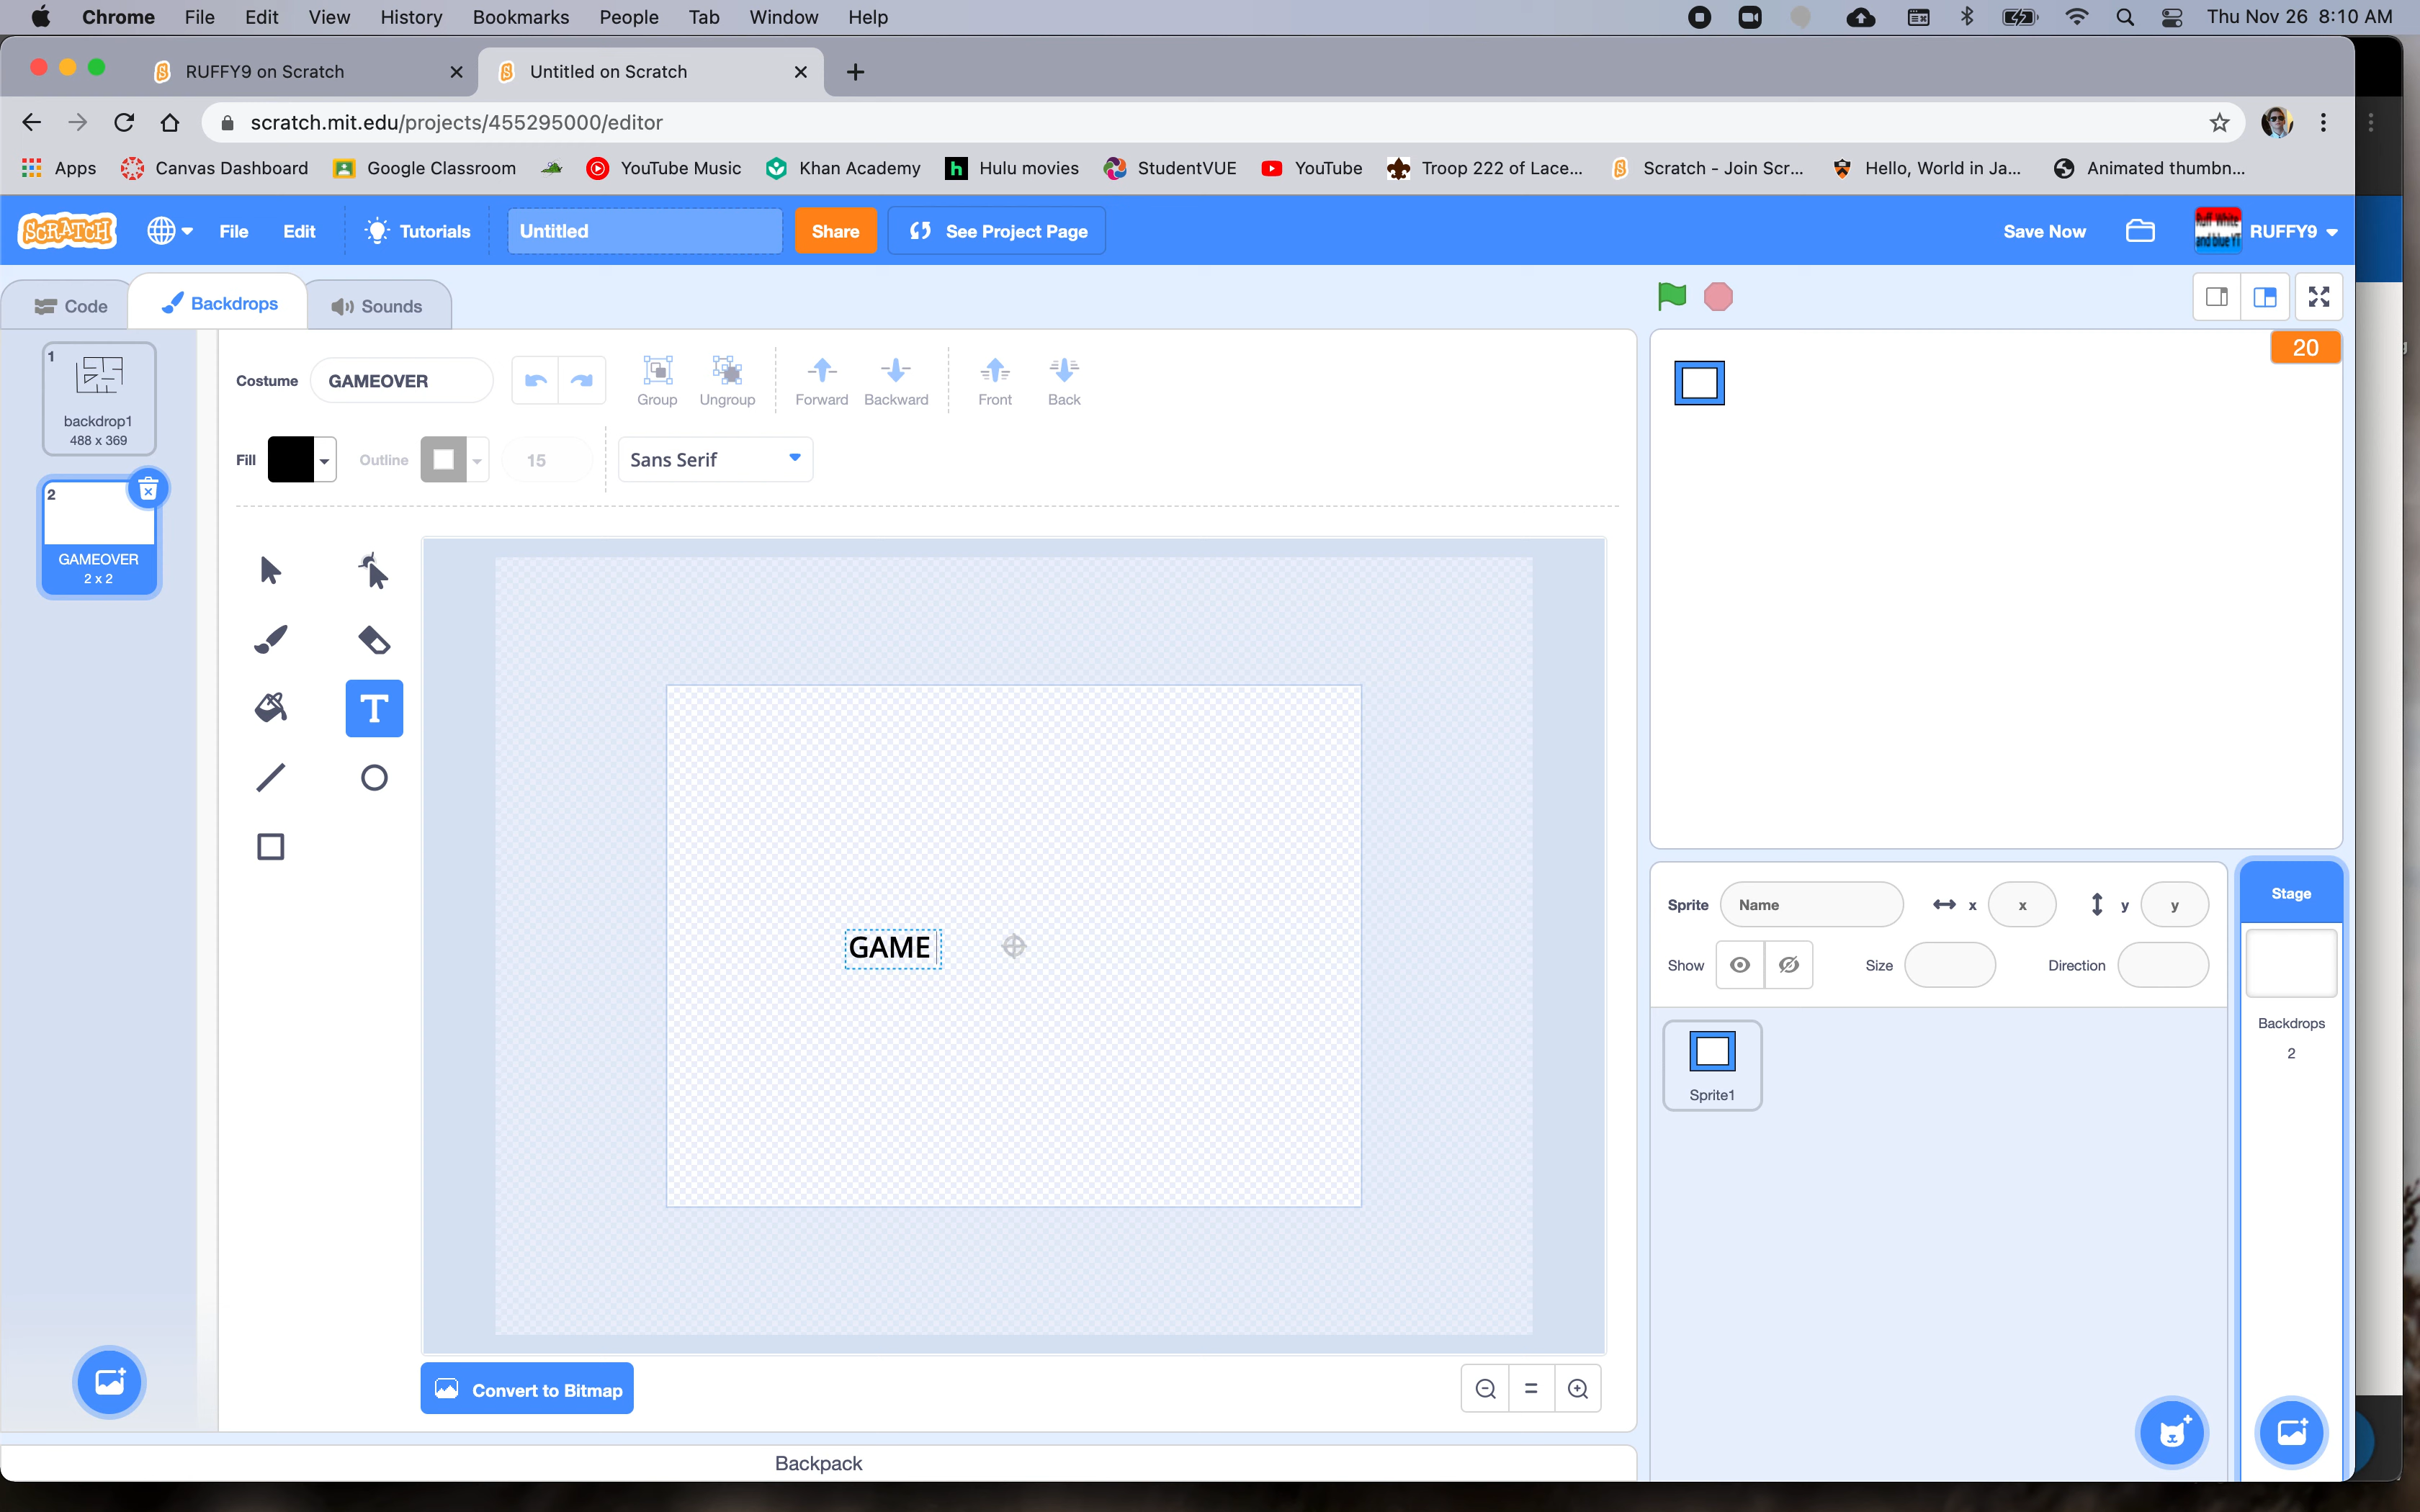 Chrome File Edit View History Bookmarks People Tab Window Help Thu Nov 26 8:10 AM
RUFFY9 on Scratch Untitled on Scratch
scratch.mit.edu/projects/455295000/editor
Apps Canvas Dashboard Google Classroom YouTube Music Khan Academy h Hulu movies StudentVUE YouTube Troop 222 of Lace... Scratch - Join Scr... Hello, World in Ja... Animated thumbn...
SCRATCH File Edit Tutorials Untitled Share See Project Page Save Now Ruff White and blue YT RUFFY9
Code Backdrops Sounds
20
1
backdrop1
488 x 369
2
GAMEOVER
2 x 2
Costume GAMEOVER Group Ungroup Forward Backward Front Back
Fill Outline 15 Sans Serif
T
GAME
Convert to Bitmap =
Backpack
Sprite Name x x y y
Show Size Direction
Sprite1
Stage
Backdrops
2